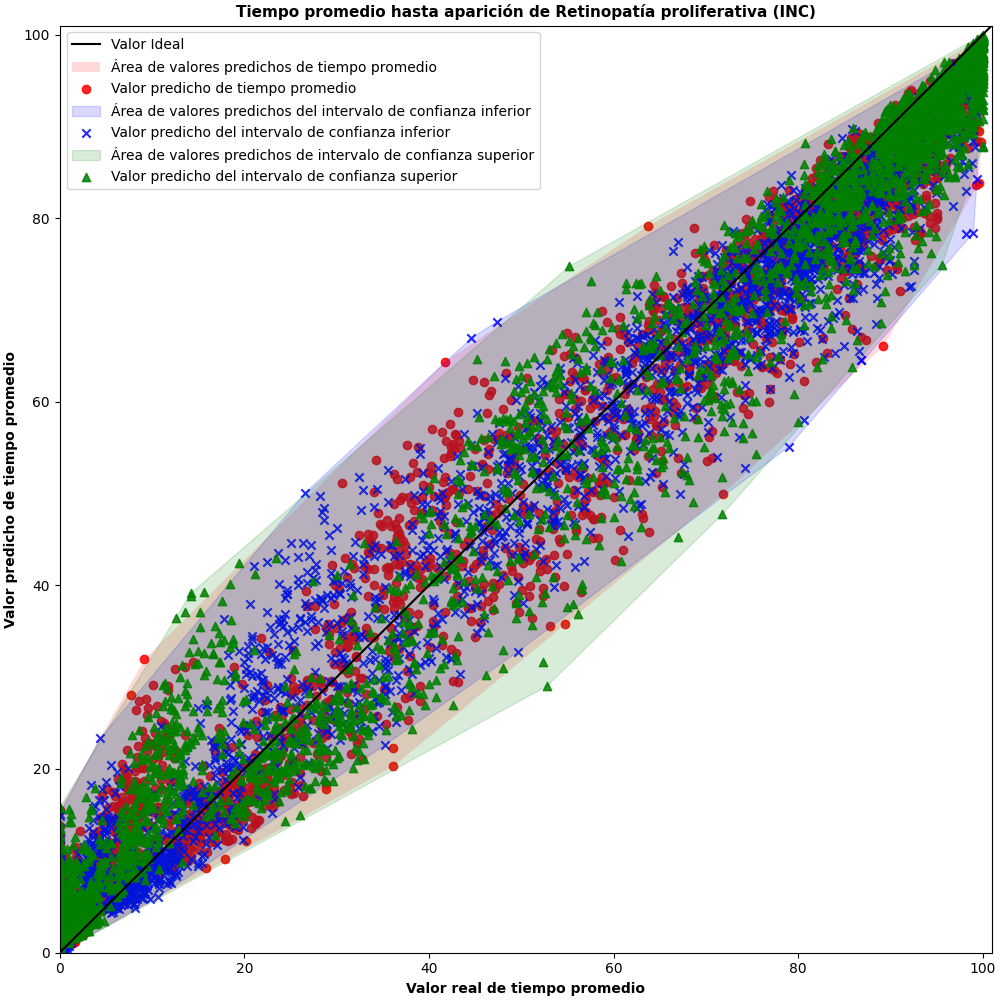 Tiempo promedio hasta aparición de Retinopatía proliferativa (INC)
100
80
60
40
20
0
Valor predicho de tiempo promedio
Valor Ideal
Área de valores predichos de tiempo promedio
Valor predicho de tiempo promedio
Área de valores predichos del intervalo de confianza inferior
Valor predicho del intervalo de confianza inferior
Área de valores predichos de intervalo de confianza superior
Valor predicho del intervalo de confianza superior
0 20 40 60 80 100
Valor real de tiempo promedio